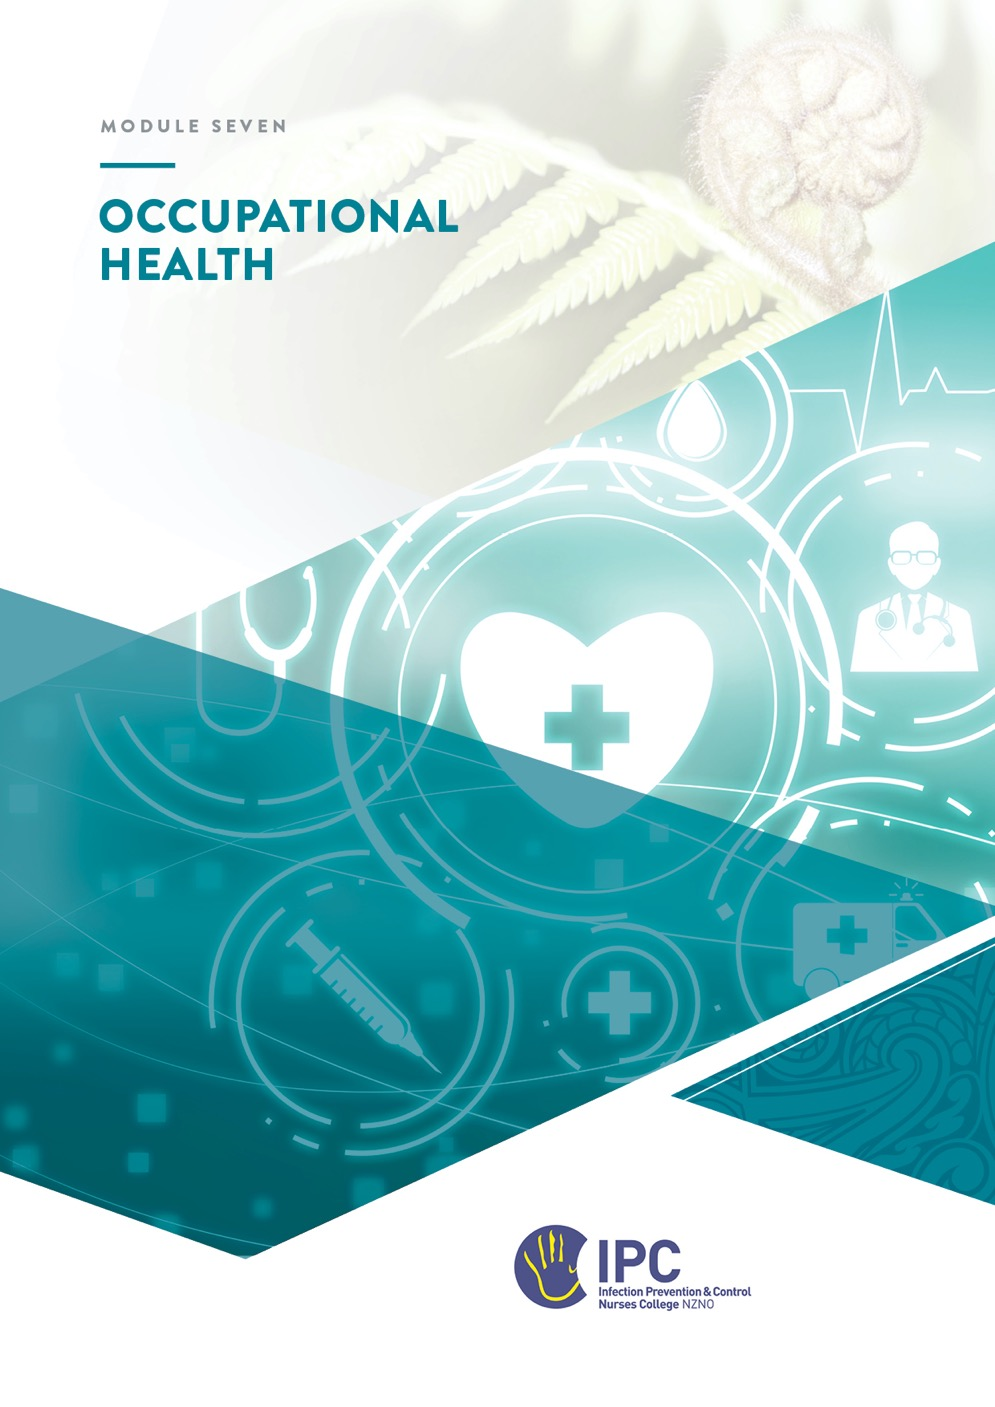 MODULE SEVEN
OCCUPATIONAL
HEALTH
IPC
Infection Prevention & Control
Nurses College NZNO